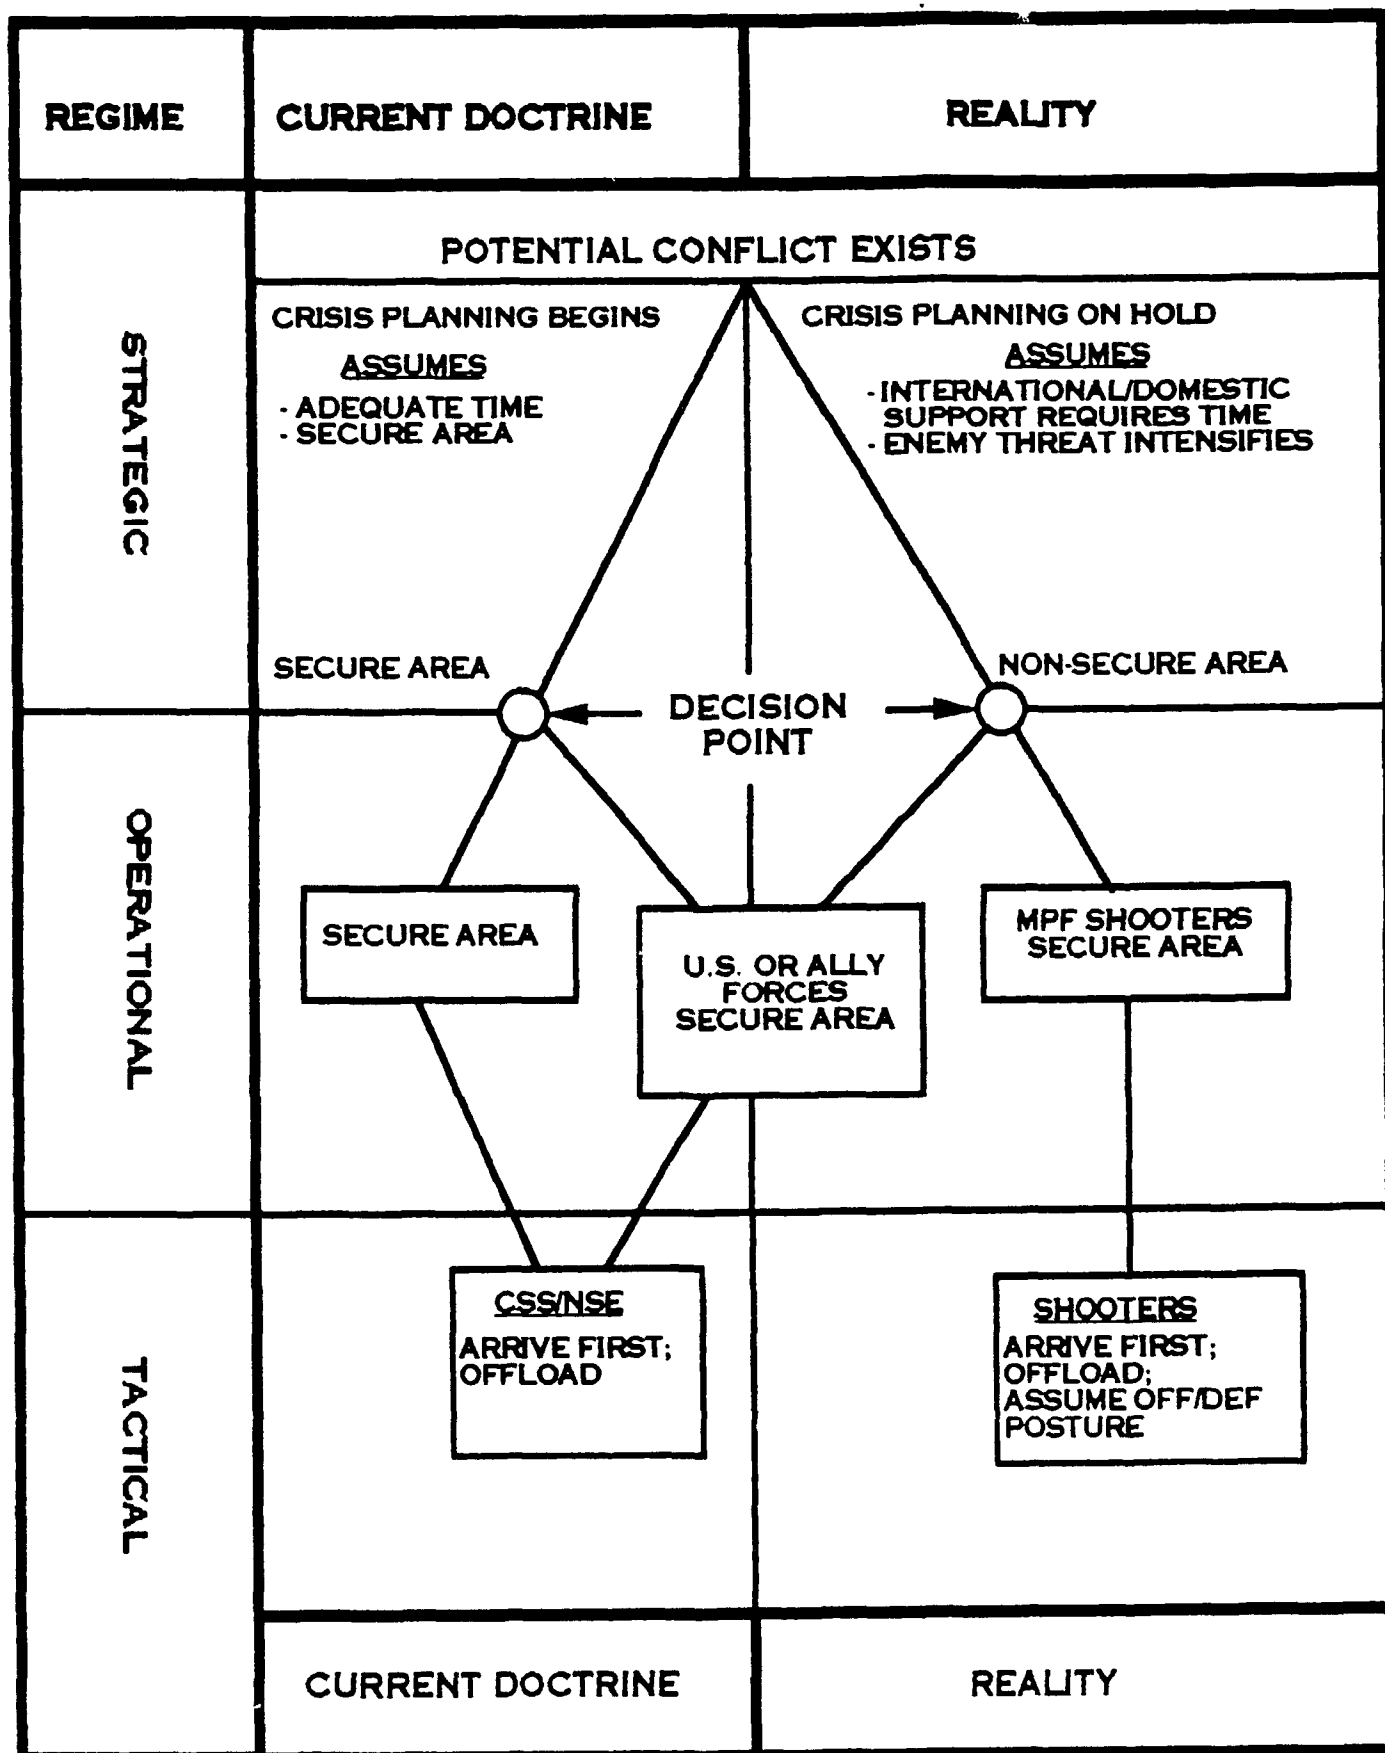 REGIME
CURRENT DOCTRINE
REALITY
POTENTIAL CONFLICT EXISTS
STRATEGIC
CRISIS PLANNING BEGINS
ASSUMES
- ADEQUATE TIME
- SECURE AREA
CRISIS PLANNING ON HOLD
ASSUMES
- INTERNATIONAL/DOMESTIC
SUPPORT REQUIRES TIME
- ENEMY THREAT INTENSIFIES
SECURE AREA
NON-SECURE AREA
DECISION
POINT
OPERATIONAL
SECURE AREA
U.S. OR ALLY
FORCES
SECURE AREA
MPF SHOOTERS
SECURE AREA
TACTICAL
CSS/NSE
ARRIVE FIRST;
OFFLOAD
SHOOTERS
ARRIVE FIRST;
OFFLOAD;
ASSUME OFF/DEF
POSTURE
CURRENT DOCTRINE
REALITY